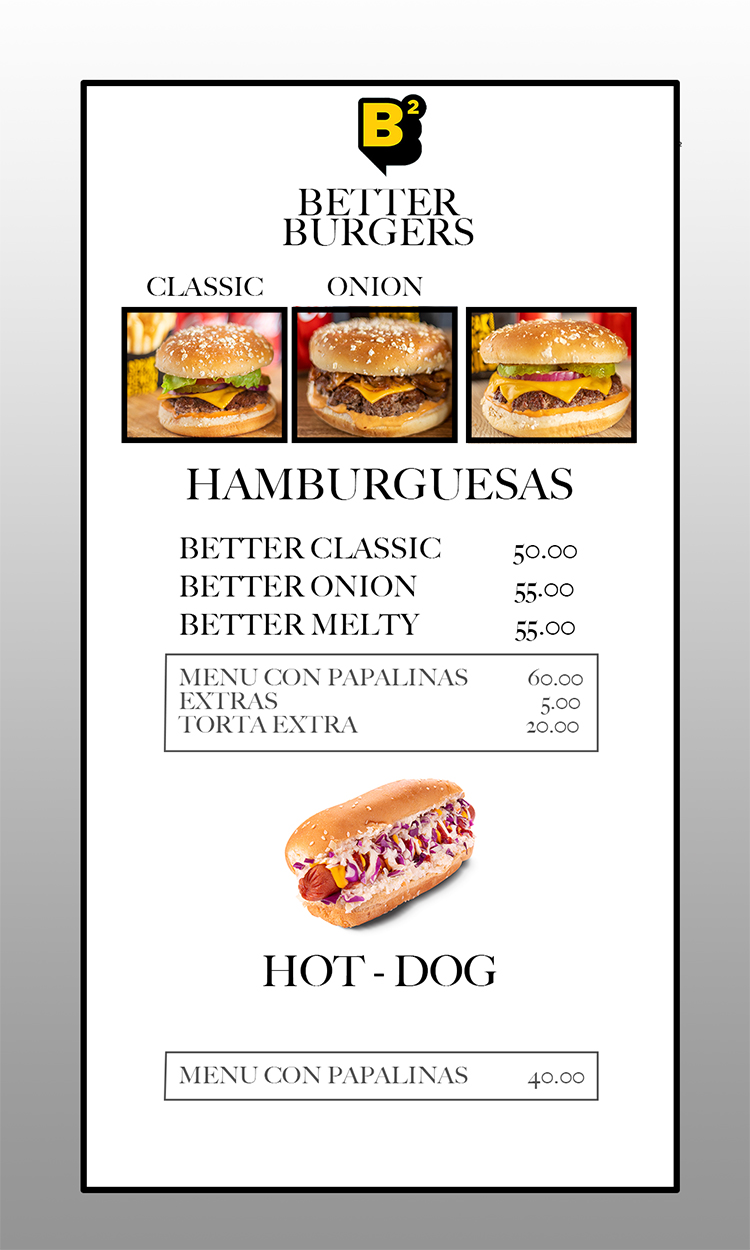 B²
BETTER
BURGERS
CLASSIC ONION
HAMBURGUESAS
BETTER CLASSIC 50.00
BETTER ONION 55.00
BETTER MELTY 55.00
MENU CON PAPALINAS 60.00
EXTRAS 5.00
TORTA EXTRA 20.00
HOT - DOG
MENU CON PAPALINAS 40.00